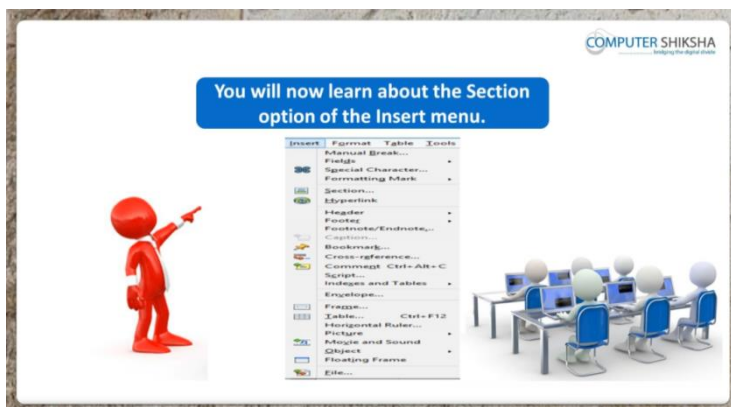 COMPUTER SHIKSHA
bridging the digital divide
You will now learn about the Section
option of the Insert menu.
Insert Format Table Tools
Manual Break...
Fields
Special Character...
Formatting Mark
Section...
Hyperlink
Header
Footer
Footnote/Endnote...
Caption...
Bookmark...
Cross-reference...
Comment Ctrl+Alt+C
Script...
Indexes and Tables
Envelope...
Frame...
Table... Ctrl+F12
Horizontal Ruler...
Picture
Movie and Sound
Object
Floating Frame
File...